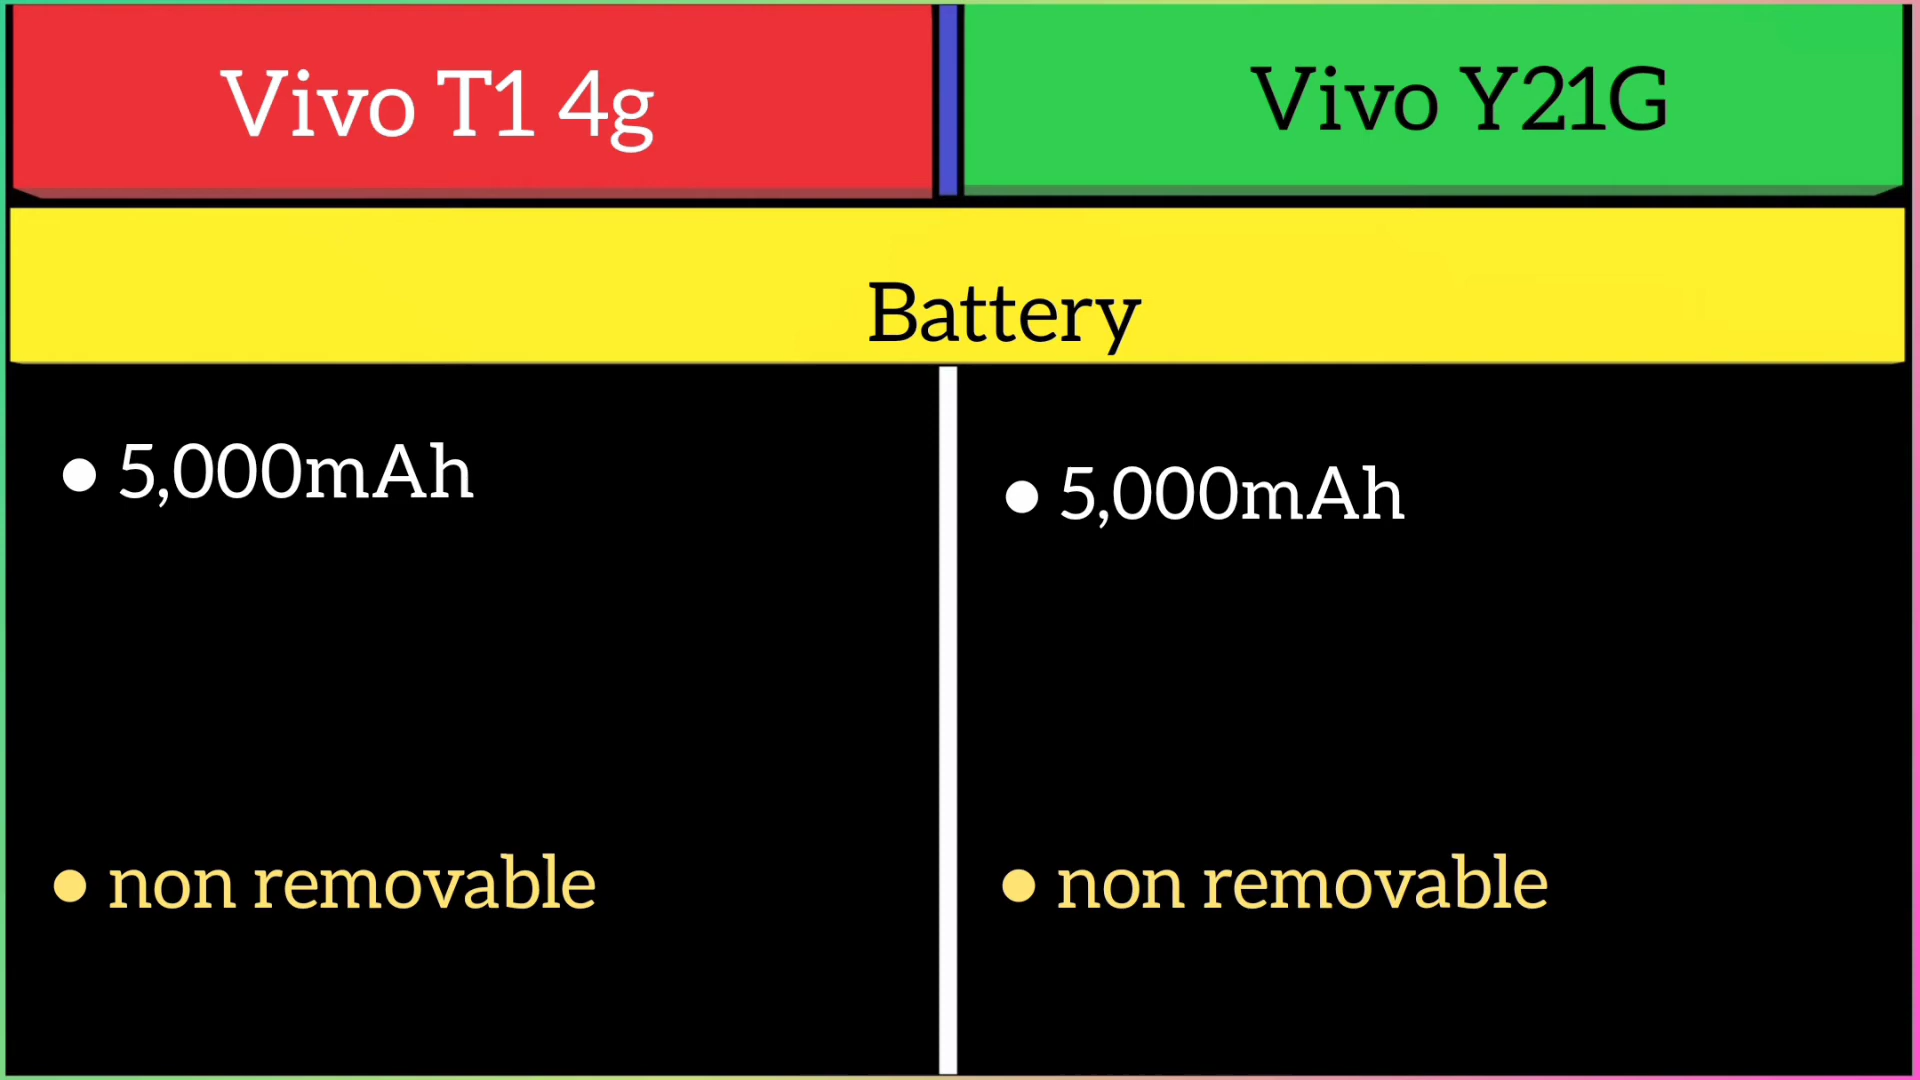 Vivo T1 4g
Vivo Y21G
Battery
● 5,000mAh
● 5,000mAh
● non removable
● non removable